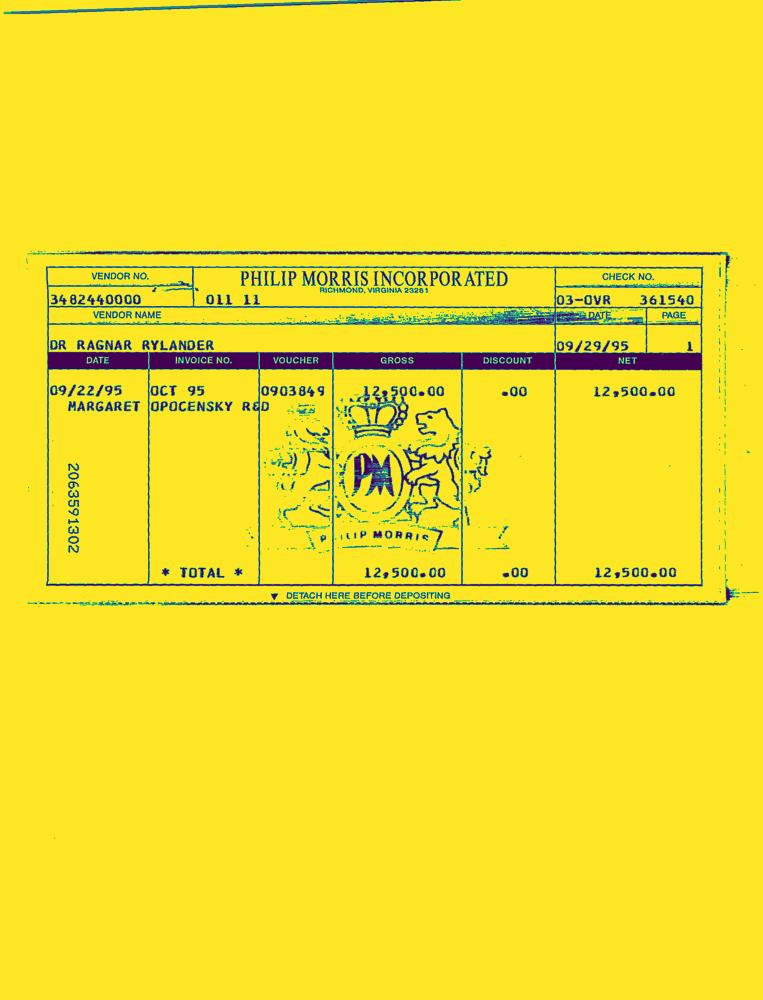 VENDOR NO. PHILIP MORRIS INCORPORATED CHECK NO.
RICHMOND, VIRGINIA 23261
3482440000 011 11 03-OVR 361540
VENDOR NAME DATE PAGE
DR RAGNAR RYLANDER 09/29/95 1
DATE INVOICE NO. VOUCHER GROSS DISCOUNT NET
09/22/95 OCT 95 0903849 12,500.00 .00 12,500.00
MARGARET OPOCENSKY R&D
PM
PHILIP MORRIS
2063591302
* TOTAL * 12,500.00 .00 12,500.00
▼ DETACH HERE BEFORE DEPOSITING